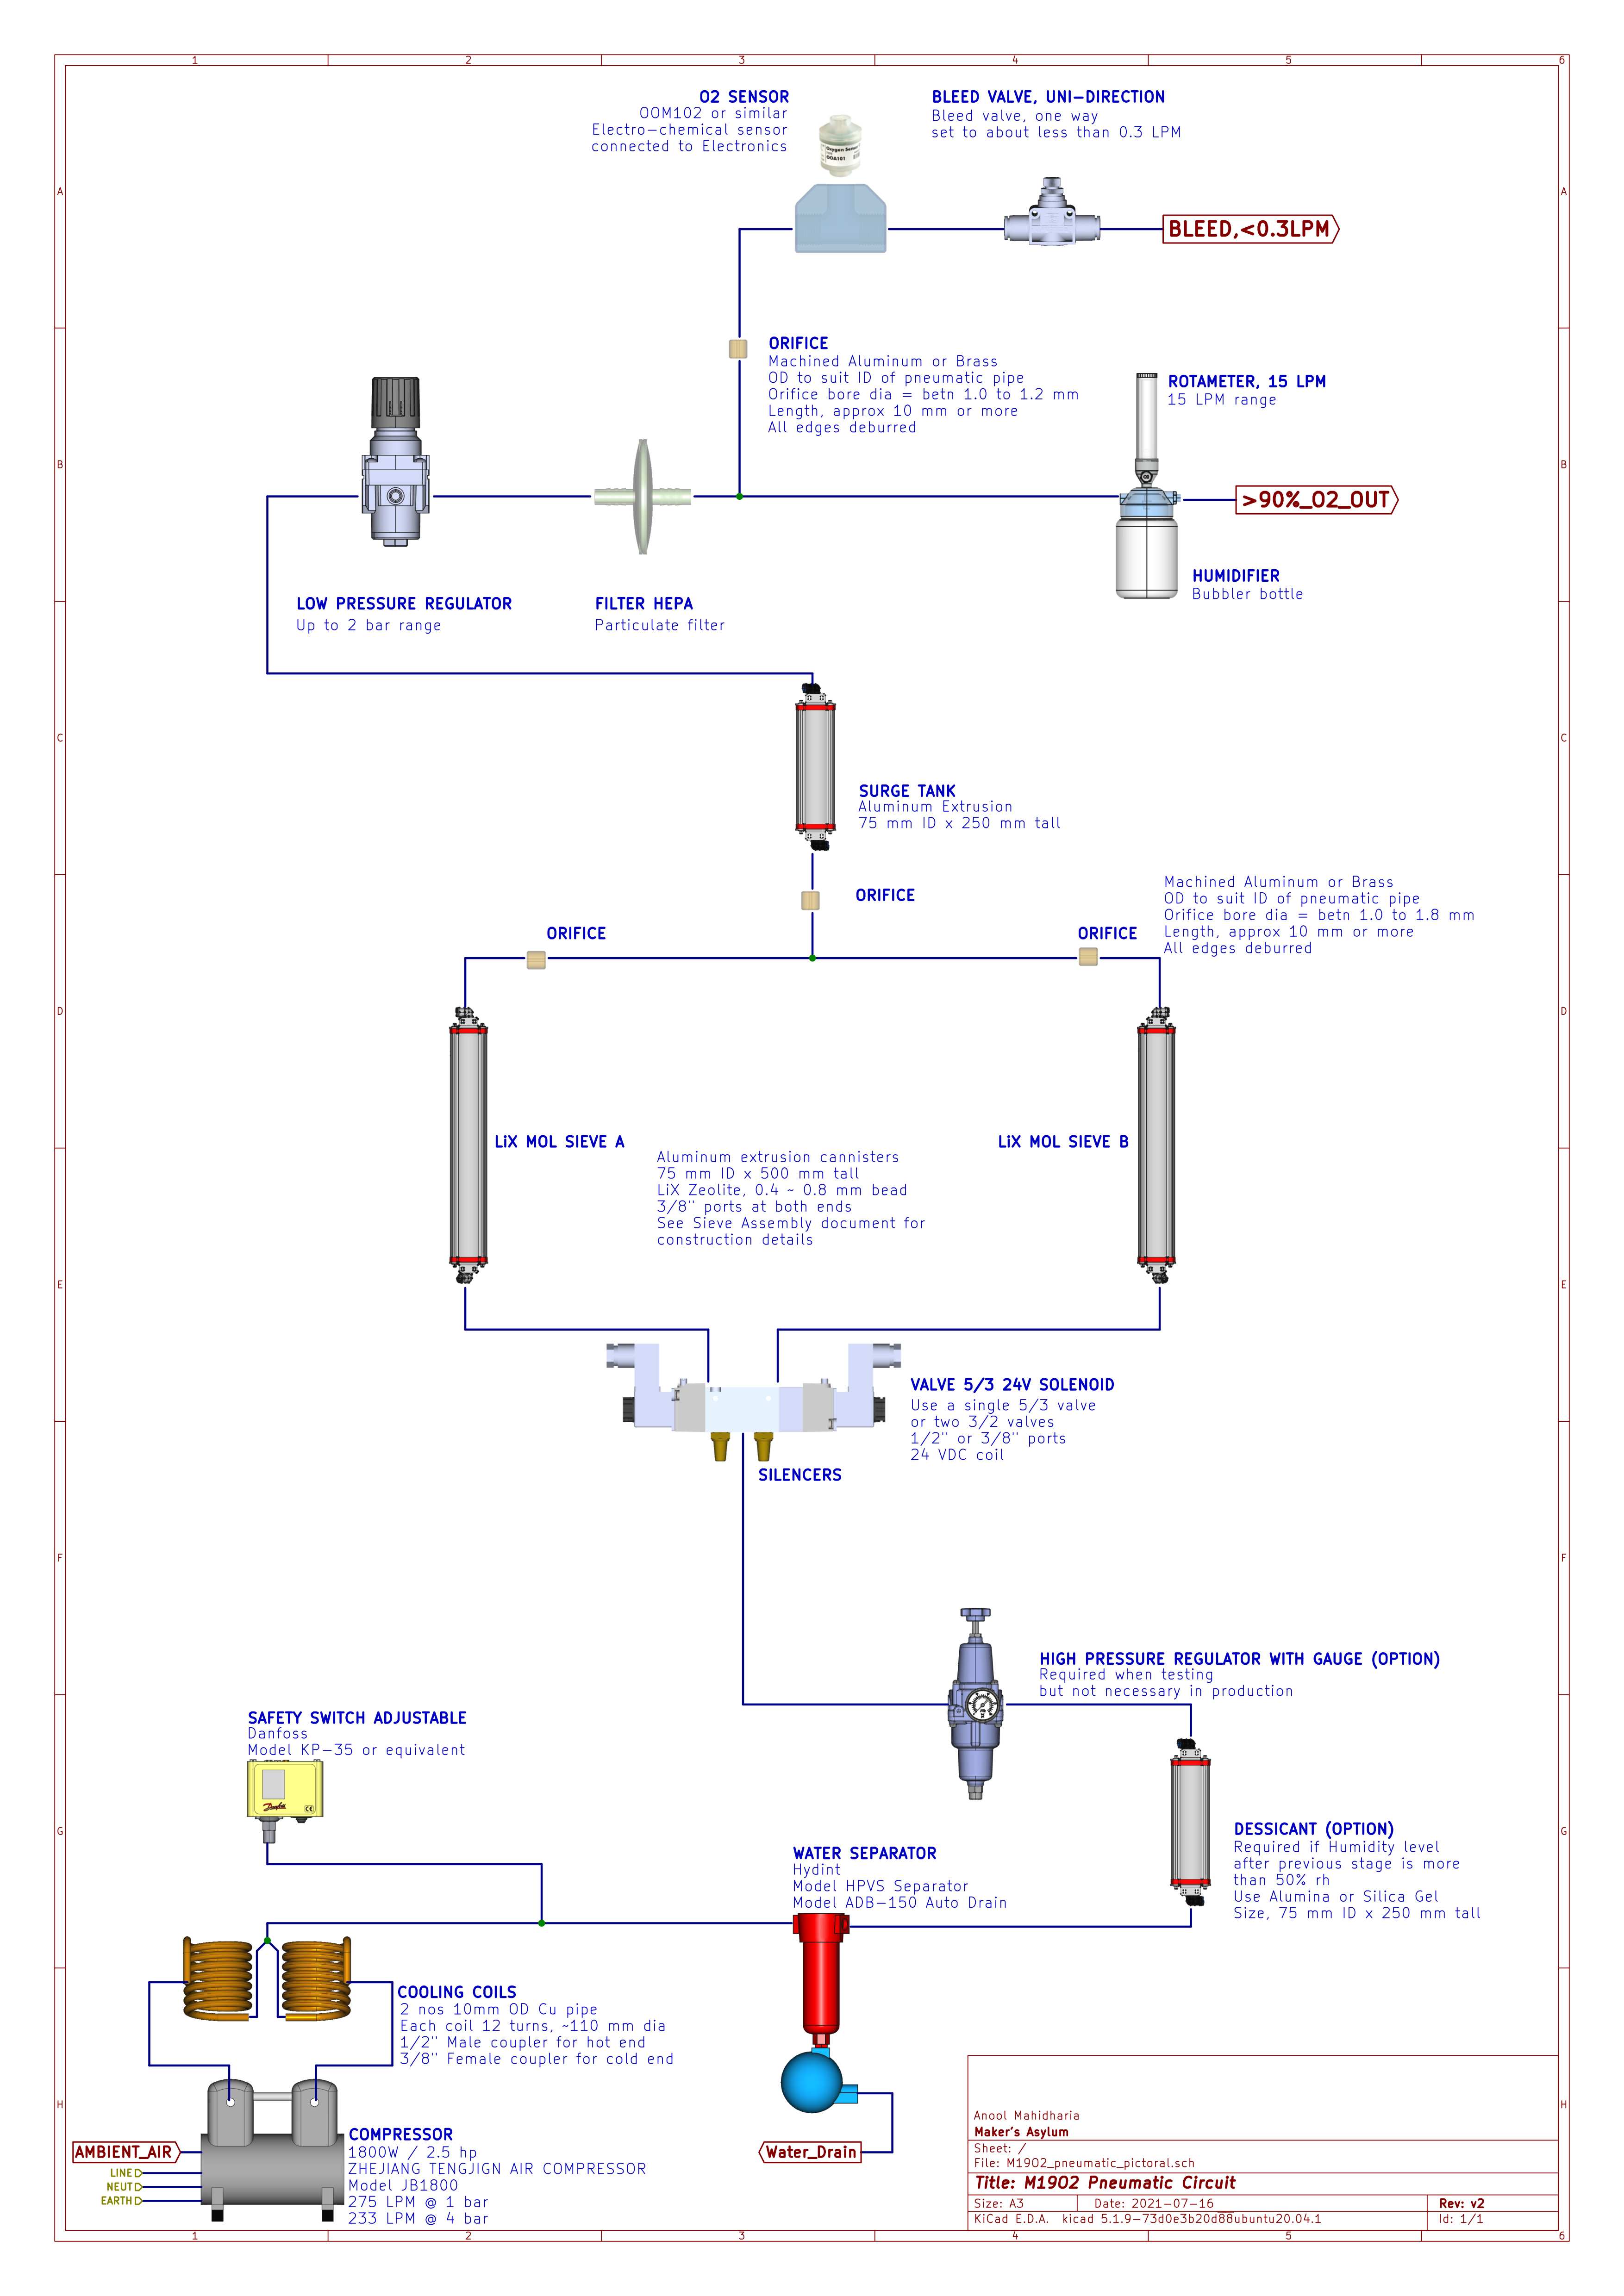 1 2 3 4 5 6
O2 SENSOR
OOM102 or similar
Electro-chemical sensor
connected to Electronics
Oxygen Sensor
OOA101
BLEED VALVE, UNI-DIRECTION
Bleed valve, one way
set to about less than 0.3 LPM
A
A
BLEED,<0.3LPM
ORIFICE
Machined Aluminum or Brass
OD to suit ID of pneumatic pipe
Orifice bore dia = betn 1.0 to 1.2 mm
Length, approx 10 mm or more
All edges deburred
ROTAMETER, 15 LPM
15 LPM range
B
B
>90%_O2_OUT
HUMIDIFIER
Bubbler bottle
LOW PRESSURE REGULATOR
Up to 2 bar range
FILTER HEPA
Particulate filter
C
C
SURGE TANK
Aluminum Extrusion
75 mm ID x 250 mm tall
ORIFICE
ORIFICE
ORIFICE
Machined Aluminum or Brass
OD to suit ID of pneumatic pipe
Orifice bore dia = betn 1.0 to 1.8 mm
Length, approx 10 mm or more
All edges deburred
D
D
LiX MOL SIEVE A
LiX MOL SIEVE B
Aluminum extrusion cannisters
75 mm ID x 500 mm tall
LiX Zeolite, 0.4 ~ 0.8 mm bead
3/8" ports at both ends
See Sieve Assembly document for
construction details
E
E
VALVE 5/3 24V SOLENOID
Use a single 5/3 valve
or two 3/2 valves
1/2" or 3/8" ports
24 VDC coil
SILENCERS
F
F
HIGH PRESSURE REGULATOR WITH GAUGE (OPTION)
Required when testing
but not necessary in production
SAFETY SWITCH ADJUSTABLE
Danfoss
Model KP-35 or equivalent
Danfoss CE
G
G
DESSICANT (OPTION)
Required if Humidity level
after previous stage is more
than 50% rh
Use Alumina or Silica Gel
Size, 75 mm ID x 250 mm tall
WATER SEPARATOR
Hydint
Model HPVS Separator
Model ADB-150 Auto Drain
COOLING COILS
2 nos 10mm OD Cu pipe
Each coil 12 turns, ~110 mm dia
1/2" Male coupler for hot end
3/8" Female coupler for cold end
H
H
AMBIENT_AIR
LINE
NEUT
EARTH
COMPRESSOR
1800W / 2.5 hp
ZHEJIANG TENGJIGN AIR COMPRESSOR
Model JB1800
275 LPM @ 1 bar
233 LPM @ 4 bar
Water_Drain
Anool Mahidharia
Maker's Asylum
Sheet: /
File: M1902_pneumatic_pictoral.sch
Title: M19O2 Pneumatic Circuit
Size: A3 Date: 2021-07-16 Rev: v2
KiCad E.D.A. kicad 5.1.9-73d0e3b20d88ubuntu20.04.1 Id: 1/1
1 2 3 4 5 6